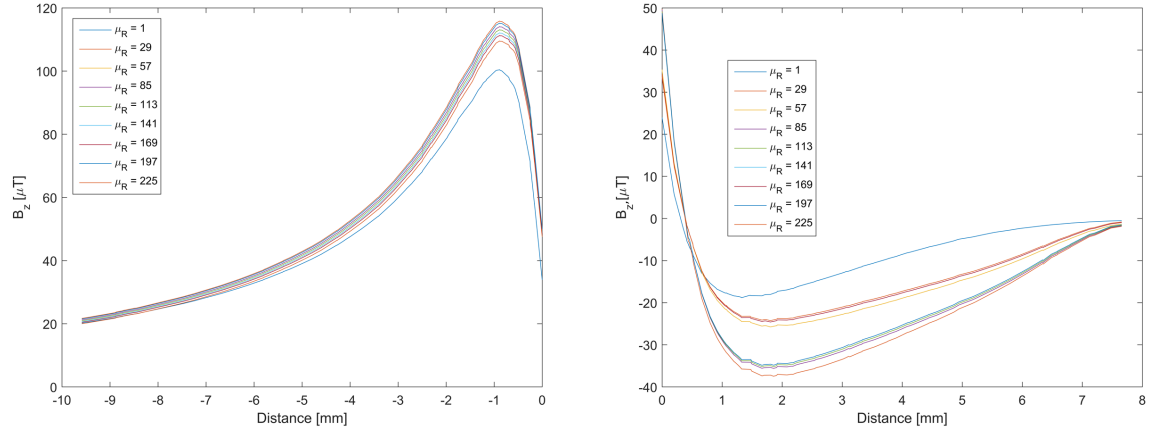 120
100
80
60
40
20
0
B_z [μT]
-10 -9 -8 -7 -6 -5 -4 -3 -2 -1 0
Distance [mm]
μ_R = 1
μ_R = 29
μ_R = 57
μ_R = 85
μ_R = 113
μ_R = 141
μ_R = 169
μ_R = 197
μ_R = 225
50
40
30
20
10
0
-10
-20
-30
-40
B_z,[μT]
0 1 2 3 4 5 6 7 8
Distance [mm]
μ_R = 1
μ_R = 29
μ_R = 57
μ_R = 85
μ_R = 113
μ_R = 141
μ_R = 169
μ_R = 197
μ_R = 225